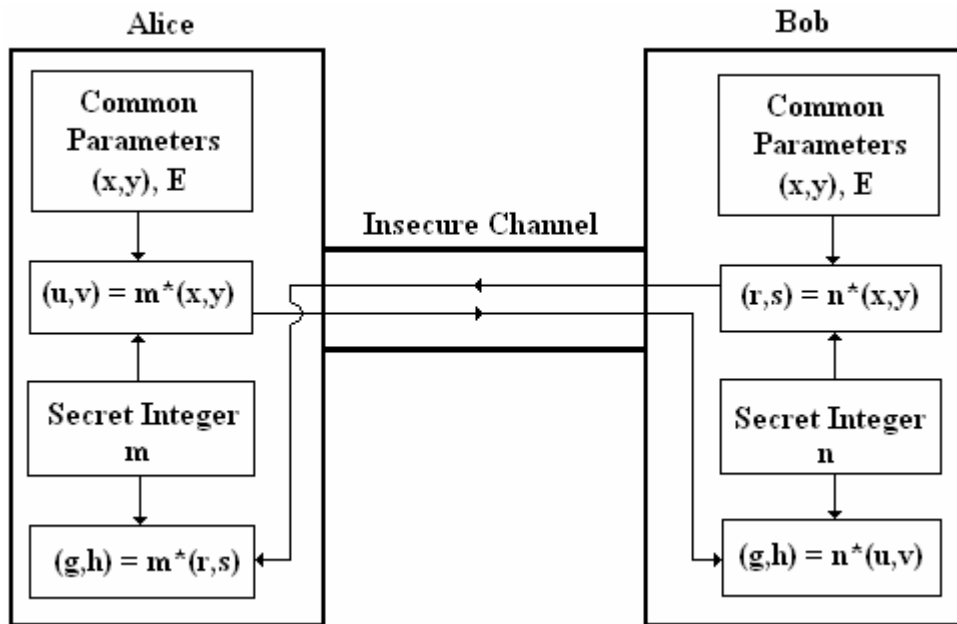 Alice
Bob
Common
Parameters
(x,y), E
Common
Parameters
(x,y), E
Insecure Channel
(u,v) = m*(x,y)
(r,s) = n*(x,y)
Secret Integer
m
Secret Integer
n
(g,h) = m*(r,s)
(g,h) = n*(u,v)